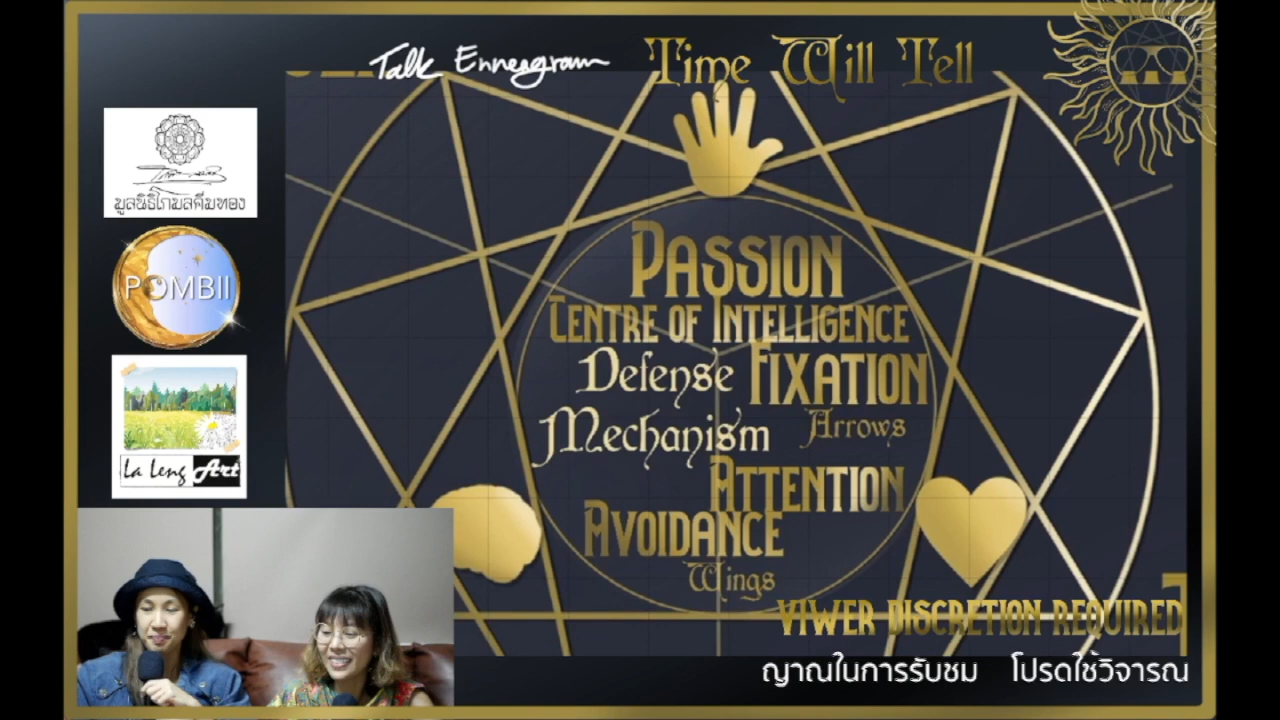 Talk Enneagram
Time Will Tell
มูลนิธิโกมลคีมทอง
POMBII
La Leng Art
PASSION
CENTRE OF INTELLIGENCE
Defense FIXATION
Mechanism Arrows
ATTENTION
AVOIDANCE
Wings
VIWER DISCRETION REQUIRED
ญาณในการรับชม โปรดใช้วิจารณ